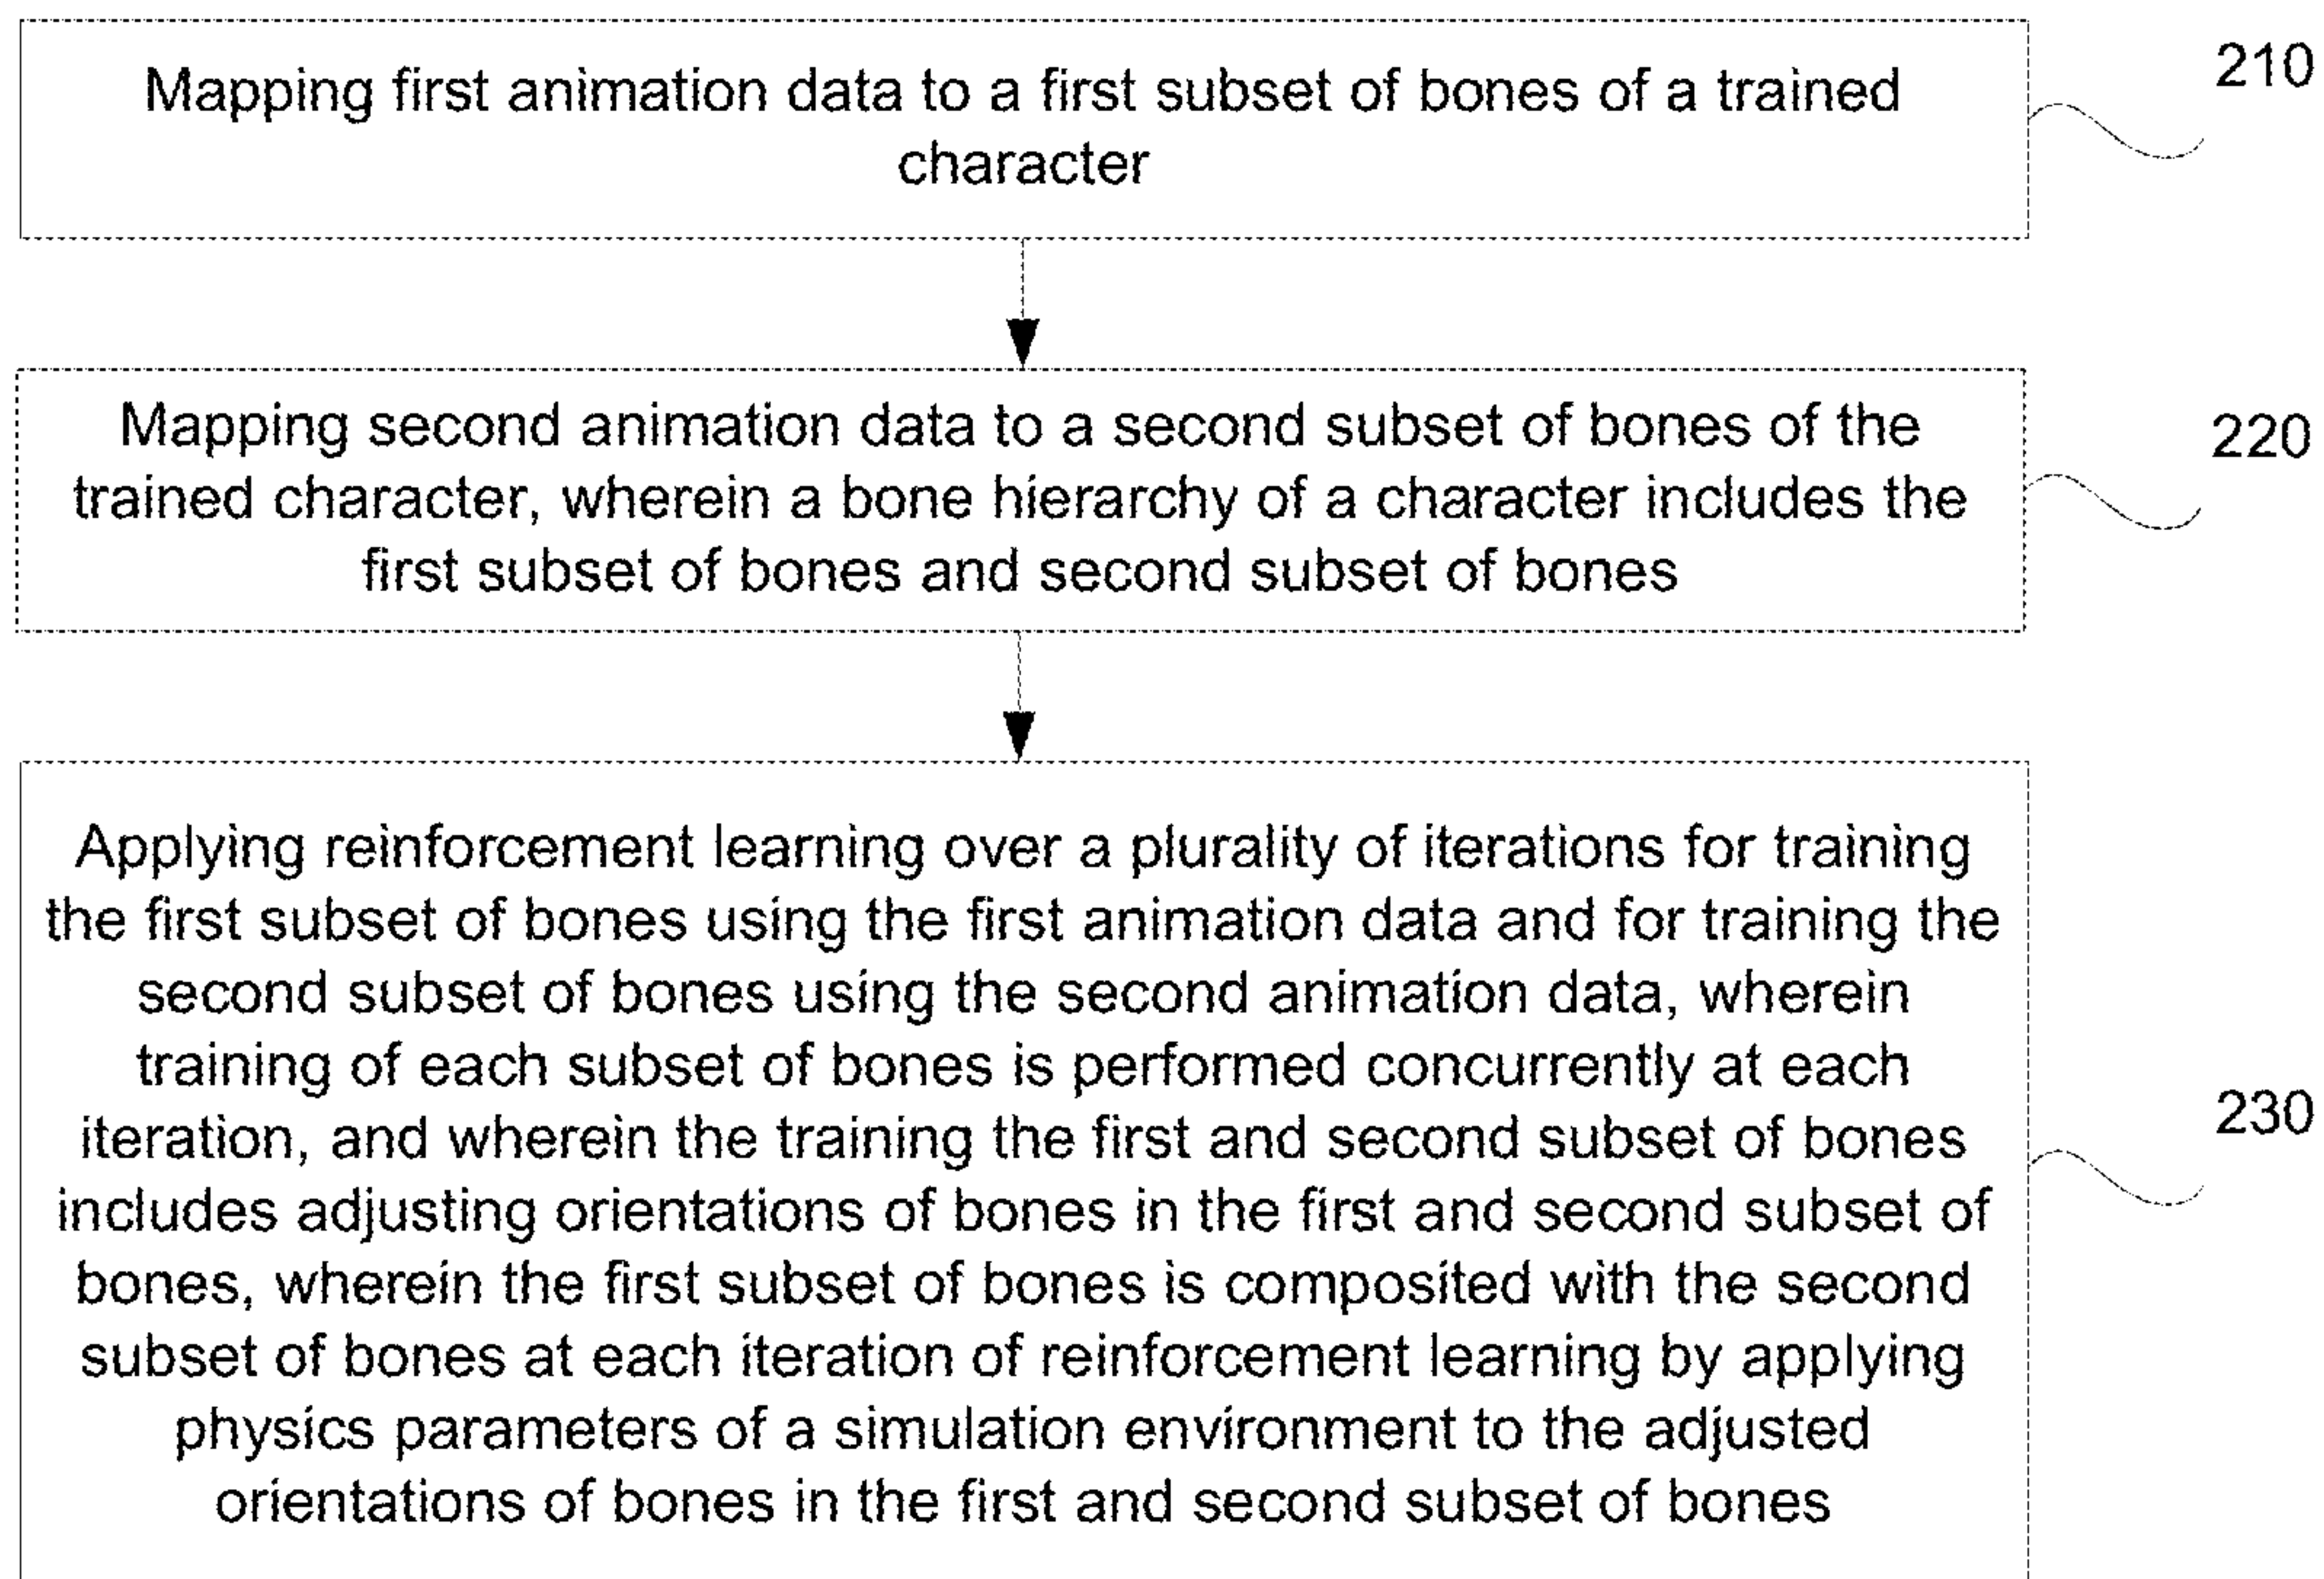 Mapping first animation data to a first subset of bones of a trained
character
210
Mapping second animation data to a second subset of bones of the
trained character, wherein a bone hierarchy of a character includes the
first subset of bones and second subset of bones
220
Applying reinforcement learning over a plurality of iterations for training
the first subset of bones using the first animation data and for training the
second subset of bones using the second animation data, wherein
training of each subset of bones is performed concurrently at each
iteration, and wherein the training the first and second subset of bones
includes adjusting orientations of bones in the first and second subset of
bones, wherein the first subset of bones is composited with the second
subset of bones at each iteration of reinforcement learning by applying
physics parameters of a simulation environment to the adjusted
orientations of bones in the first and second subset of bones
230